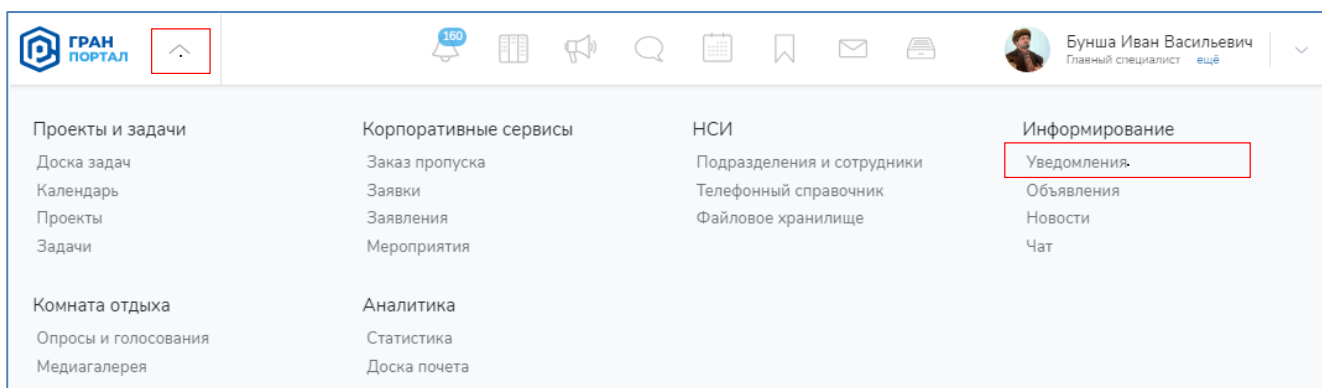 ГРАН
ПОРТАЛ
160
Бунша Иван Васильевич
Главный специалист ещё
Проекты и задачи
Доска задач
Календарь
Проекты
Задачи
Корпоративные сервисы
Заказ пропуска
Заявки
Заявления
Мероприятия
НСИ
Подразделения и сотрудники
Телефонный справочник
Файловое хранилище
Информирование
Уведомления
Объявления
Новости
Чат
Комната отдыха
Опросы и голосования
Медиагалерея
Аналитика
Статистика
Доска почета